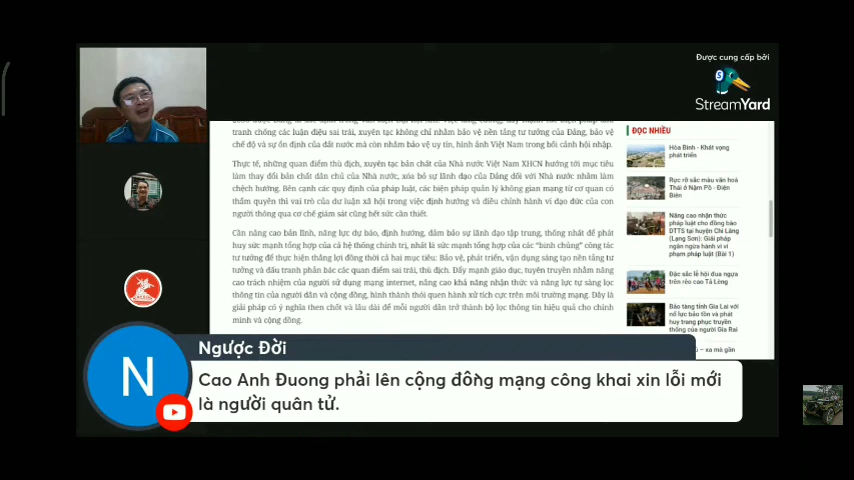 Được cung cấp bởi
StreamYard
tranh chống các luận điệu sai trái, xuyên tạc không chỉ nhằm bảo vệ nền tảng tư tưởng của Đảng, bảo vệ
chế độ và sự ổn định của đất nước mà còn nhằm bảo vệ uy tín, hình ảnh Việt Nam trong bối cảnh hội nhập.
Thực tế, những quan điểm thù địch, xuyên tạc bản chất của Nhà nước Việt Nam XHCN hướng tới mục tiêu
làm thay đổi bản chất dân chủ của Nhà nước, xóa bỏ sự lãnh đạo của Đảng đối với Nhà nước nhằm làm
chệch hướng. Bên cạnh các quy định của pháp luật, các biện pháp quản lý không gian mạng từ cơ quan có
thẩm quyền thì vai trò của dư luận xã hội trong việc định hướng và điều chỉnh hành vi đạo đức của con
người thông qua cơ chế giám sát cũng hết sức cần thiết.
Cần nâng cao bản lĩnh, năng lực dự báo, định hướng, đảm bảo sự lãnh đạo tập trung, thống nhất để phát
huy sức mạnh tổng hợp của cả hệ thống chính trị, nhất là sức mạnh tổng hợp của các "binh chủng" công tác
tư tưởng để thực hiện thắng lợi đồng thời cả hai mục tiêu: Bảo vệ, phát triển, vận dụng sáng tạo nền tảng tư
tưởng và đấu tranh phản bác các quan điểm sai trái, thù địch. Đẩy mạnh giáo dục, tuyên truyền nhằm nâng
cao trách nhiệm của người sử dụng mạng internet, nâng cao khả năng nhận thức và năng lực tự sàng lọc
thông tin của người dân và cộng đồng, hình thành thói quen hành xử tích cực trên môi trường mạng. Đây là
giải pháp có ý nghĩa then chốt và lâu dài để mỗi người dân trở thành bộ lọc thông tin hiệu quả cho chính
mình và cộng đồng.
ĐỌC NHIỀU
Hòa Bình - Khát vọng
phát triển
Rực rỡ sắc màu văn hoá
Thái ở Nậm Pồ - Điện
Biên
Nâng cao nhận thức
pháp luật cho đồng bào
DTTS tại huyện Chi Lăng
(Lạng Sơn): Giải pháp
ngăn ngừa hành vi vi
phạm pháp luật (Bài 1)
Đặc sắc lễ hội đua ngựa
trên rẻo cao Tả Lèng
Bảo tàng tỉnh Gia Lai với
nỗ lực bảo tồn và phát
huy trang phục truyền
thống của người Gia Rai
– xa mà gần
N
Ngược Đời
Cao Anh Đuong phải lên cộng đồng mạng công khai xin lỗi mới
là người quân tử.